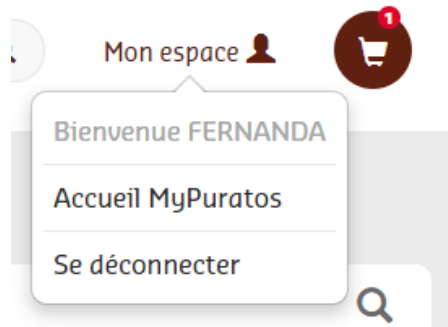 Mon espace
1
Bienvenue FERNANDA
Accueil MyPuratos
Se déconnecter